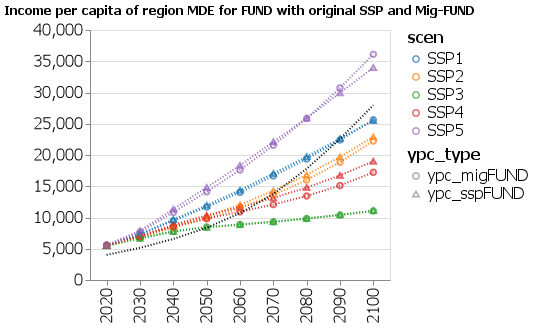 Income per capita of region MDE for FUND with original SSP and Mig-FUND
40,000
35,000
30,000
25,000
20,000
15,000
10,000
5,000
0
2020
2030
2040
2050
2060
2070
2080
2090
2100
scen
SSP1
SSP2
SSP3
SSP4
SSP5
ypc_type
ypc_migFUND
ypc_sspFUND